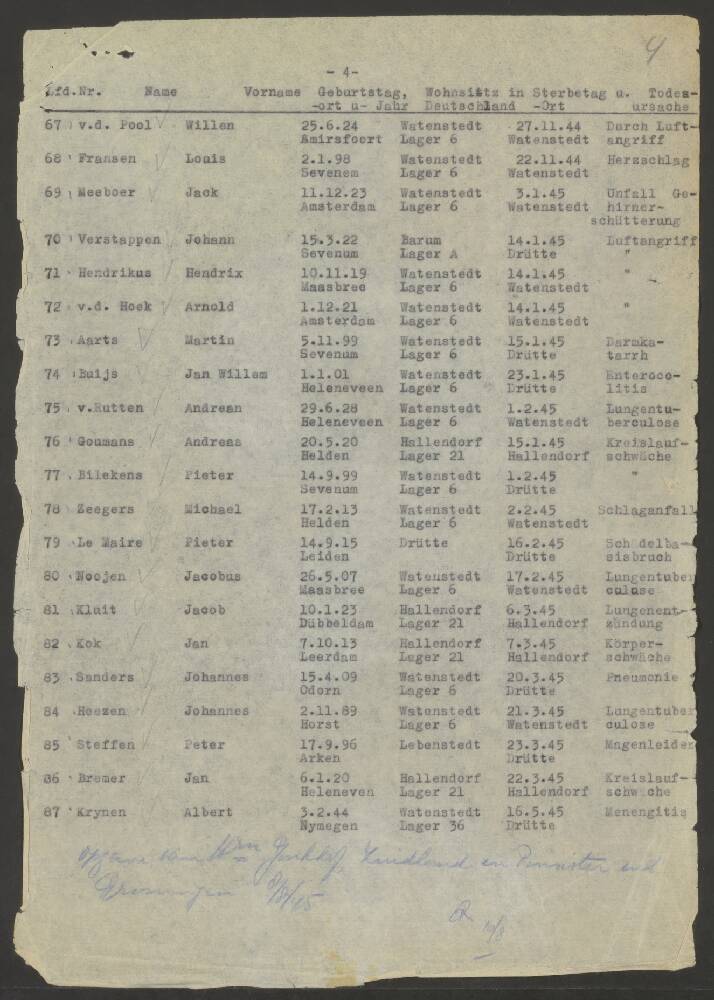 4
- 4-
Lfd.Nr. Name Vorname Geburtstag, Wohnsitz in Sterbetag u. Todes-
-ort u- Jahr Deutschland -Ort ursache
67 v.d. Pool Willen 25.6.24 Watenstedt 27.11.44 Durch Luft-
Amirsfoort Lager 6 Watenstedt angriff
68 Fransen Louis 2.1.98 Watenstedt 22.11.44 Herzschlag
Sevenem Lager 6 Watenstedt
69 Meeboer Jack 11.12.23 Watenstedt 3.1.45 Unfall Ge-
Amsterdam Lager 6 Watenstedt hirner-
schütterung
70 Verstappen Johann 15.3.22 Barum 14.1.45 Luftangriff
Sevenum Lager A Drütte "
71 Hendrikus Hendrix 10.11.19 Watenstedt 14.1.45 "
Maasbree Lager 6 Watenstedt
72 v.d. Hoek Arnold 1.12.21 Watenstedt 14.1.45 "
Amsterdam Lager 6 Watenstedt
73 Aarts Martin 5.11.99 Watenstedt 15.1.45 Darmka-
Sevenum Lager 6 Drütte tarrh
74 Buijs Jan Willem 1.1.01 Watenstedt 23.1.45 Enteroco-
Heleneveen Lager 6 Drütte litis
75 v.Rutten Andrean 29.6.28 Watenstedt 1.2.45 Lungentu-
Heleneveen Lager 6 Watenstedt berculose
76 Goumans Andreas 20.5.20 Hallendorf 15.1.45 Kreislauf-
Helden Lager 21 Hallendorf schwäche
77 Bilekens Pieter 14.9.99 Watenstedt 1.2.45 "
Sevenum Lager 6 Drütte
78 Zeegers Michael 17.2.13 Watenstedt 2.2.45 Schlaganfall
Helden Lager 6 Watenstedt
79 Le Maire Pieter 14.9.15 Drütte 16.2.45 Schädelba-
Leiden Drütte eisbruch
80 Noojen Jacobus 26.5.07 Watenstedt 17.2.45 Lungentuber
Maasbree Lager 6 Watenstedt culose
81 Kluit Jacob 10.1.23 Hallendorf 6.3.45 Lungenent-
Dübbeldam Lager 21 Hallendorf zündung
82 Kok Jan 7.10.13 Hallendorf 7.3.45 Körper-
Leerdam Lager 21 Hallendorf schwäche
83 Sanders Johannes 15.4.09 Watenstedt 20.3.45 Pneumonie
Odorn Lager 6 Drütte
84 Heezen Johannes 2.11.89 Watenstedt 21.3.45 Lungentuber
Horst Lager 6 Watenstedt culose
85 Steffen Peter 17.9.96 Lebenstedt 23.3.45 Magenleiden
Arken Drütte
86 Bremer Jan 6.1.20 Hallendorf 22.3.45 Kreislauf-
Heleneven Lager 21 Hallendorf schwäche
87 Krynen Albert 3.2.44 Watenstedt 16.5.45 Menengitis
Nymegen Lager 36 Drütte
opgave van en
Groningen
10/8